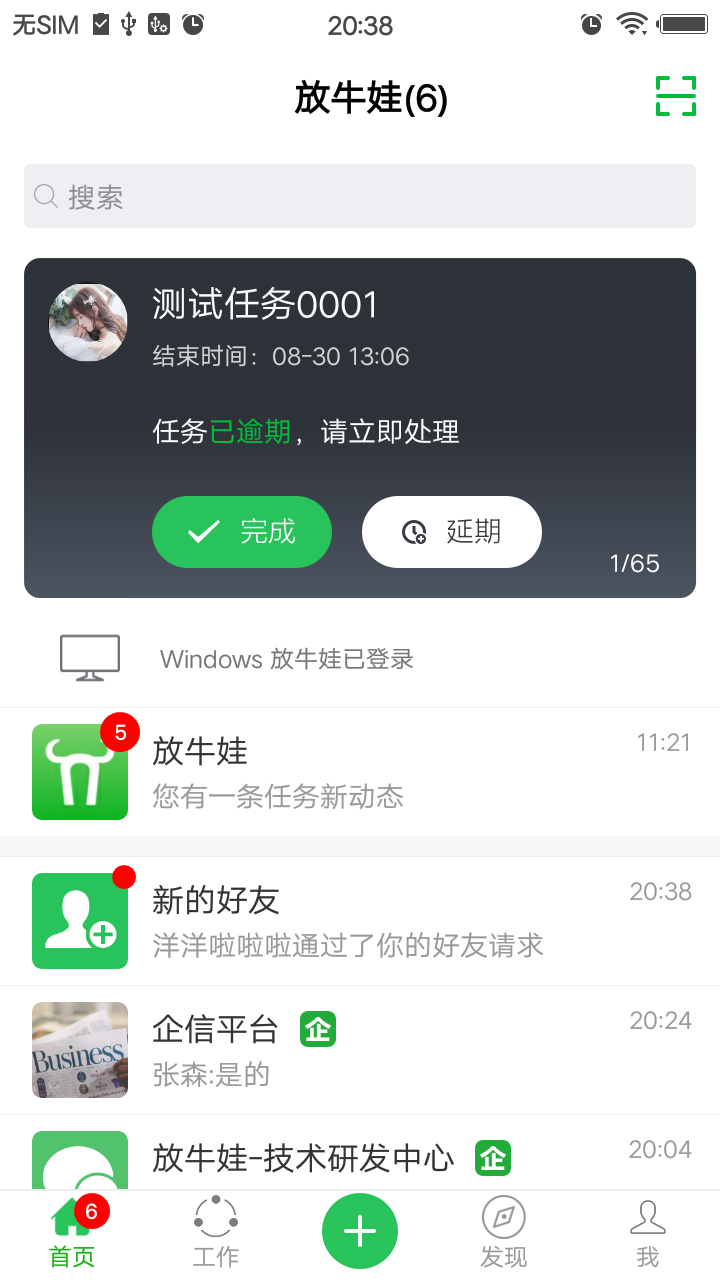 无SIM 20:38
放牛娃(6)
搜索
测试任务0001
结束时间：08-30 13:06
任务已逾期，请立即处理
完成 延期
1/65
Windows 放牛娃已登录
5
放牛娃 11:21
您有一条任务新动态
新的好友 20:38
洋洋啦啦啦通过了你的好友请求
企信平台 企 20:24
Business
张森:是的
放牛娃-技术研发中心 企 20:04
6
首页 工作 发现 我